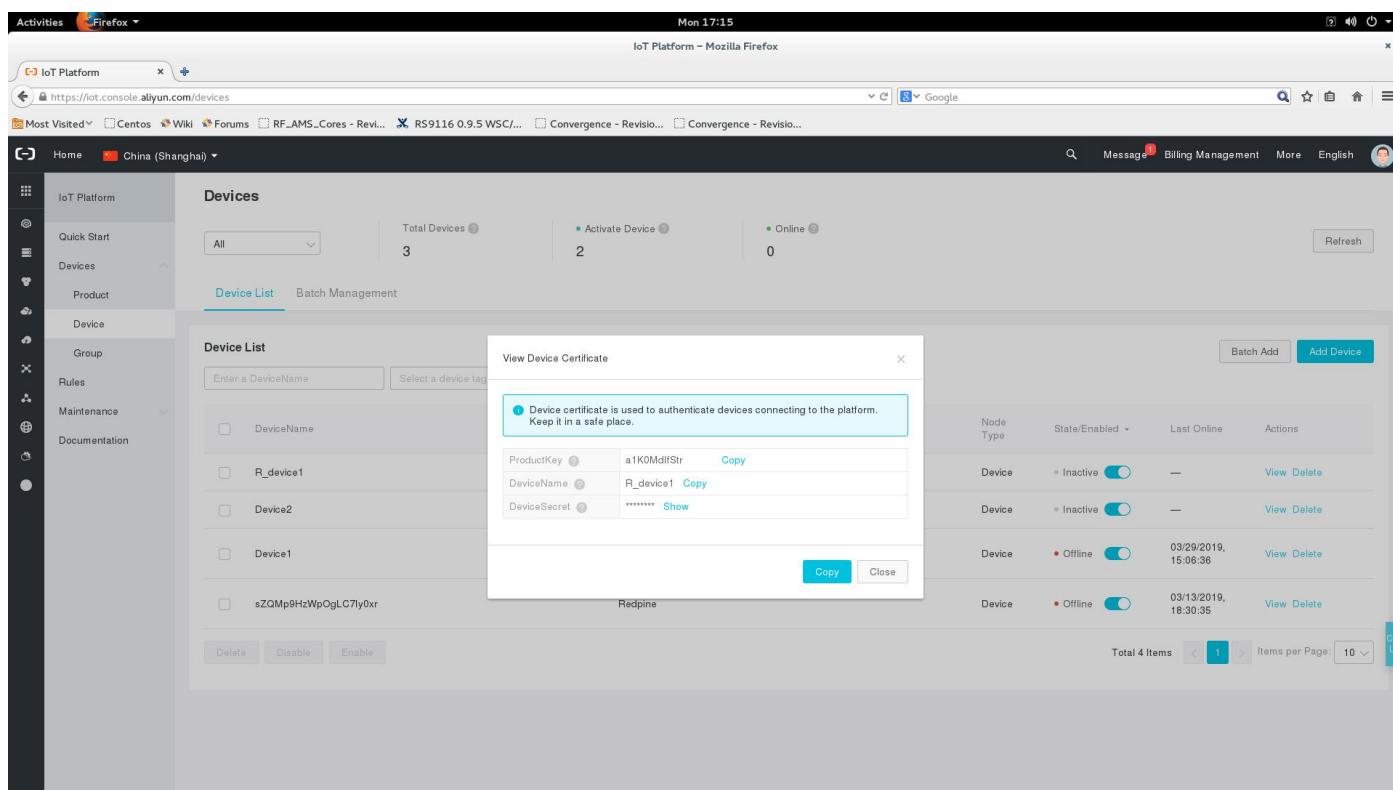 Activities Firefox Mon 17:15
IoT Platform – Mozilla Firefox
IoT Platform
https://iot.console.aliyun.com/devices Google
Most Visited Centos Wiki Forums RF_AMS_Cores - Revi... RS9116 0.9.5 WSC/... Convergence - Revisio... Convergence - Revisio...
Home China (Shanghai) Message 1 Billing Management More English
IoT Platform
Quick Start
Devices
Product
Device
Group
Rules
Maintenance
Documentation
Devices
All
Total Devices
3
Activate Device
2
Online
0
Refresh
Device List Batch Management
Device List
Batch Add Add Device
Enter a DeviceName Select a device tag
DeviceName Node Type State/Enabled Last Online Actions
R_device1 Device Inactive — View Delete
Device2 Device Inactive — View Delete
Device1 Device Offline 03/29/2019, 15:06:36 View Delete
Redpine Device Offline 03/13/2019, 18:30:35 View Delete
Delete Disable Enable
Total 4 Items 1 Items per Page: 10
View Device Certificate
Device certificate is used to authenticate devices connecting to the platform.
Keep it in a safe place.
ProductKey Copy
DeviceName R_device1 Copy
DeviceSecret ******** Show
Copy Close